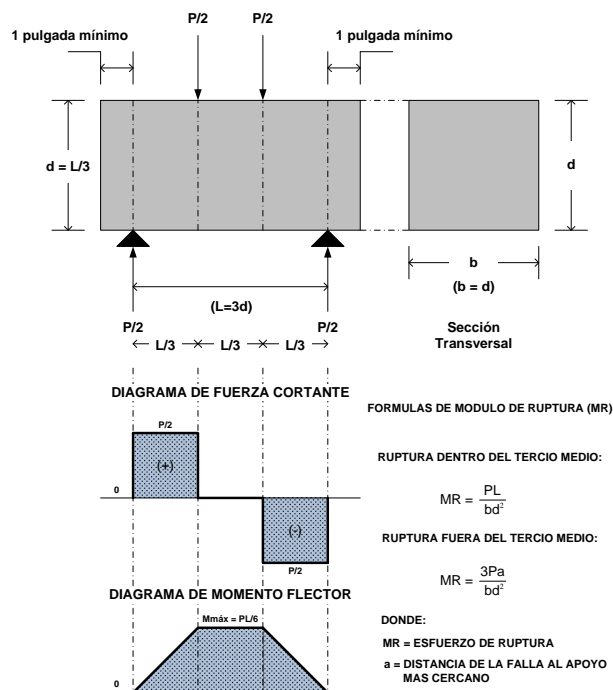 P/2
P/2
1 pulgada mínimo
1 pulgada mínimo
d = L/3
d
b
(b = d)
(L=3d)
P/2
P/2
Sección
Transversal
L/3
L/3
L/3
DIAGRAMA DE FUERZA CORTANTE
P/2
(+)
0
(-)
P/2
DIAGRAMA DE MOMENTO FLECTOR
Mmáx = PL/6
0
FORMULAS DE MODULO DE RUPTURA (MR)
RUPTURA DENTRO DEL TERCIO MEDIO:
MR = PL / bd²
RUPTURA FUERA DEL TERCIO MEDIO:
MR = 3Pa / bd²
DONDE:
MR = ESFUERZO DE RUPTURA
a = DISTANCIA DE LA FALLA AL APOYO
MAS CERCANO